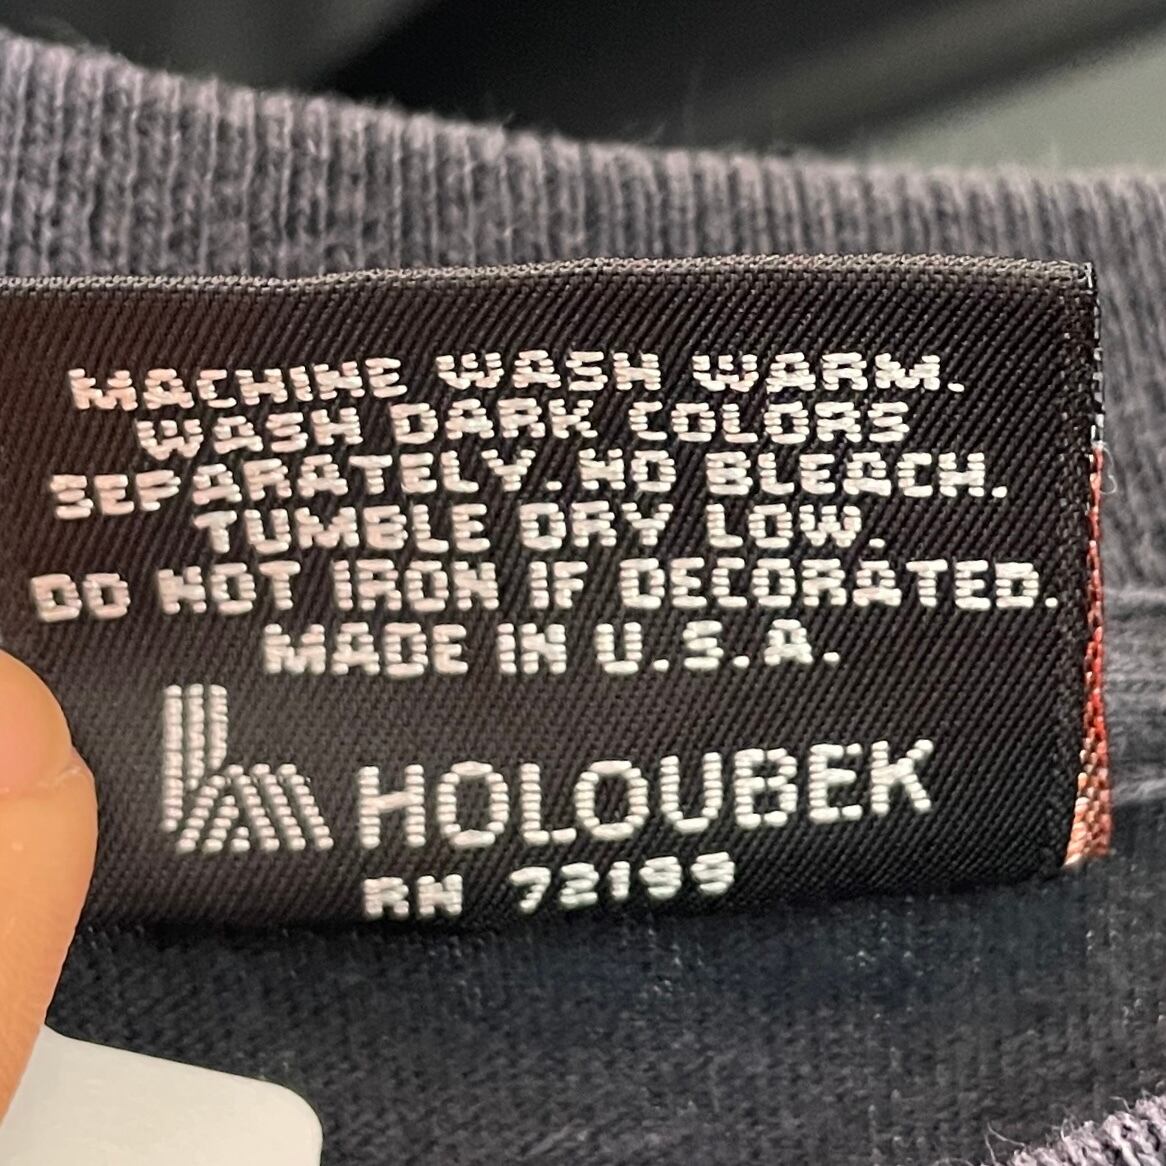 MACHINE WASH WARM.
WASH DARK COLORS
SEPARATELY. NO BLEACH.
TUMBLE DRY LOW.
DO NOT IRON IF DECORATED.
MADE IN U.S.A.
HOLOUBEK
RN 72199